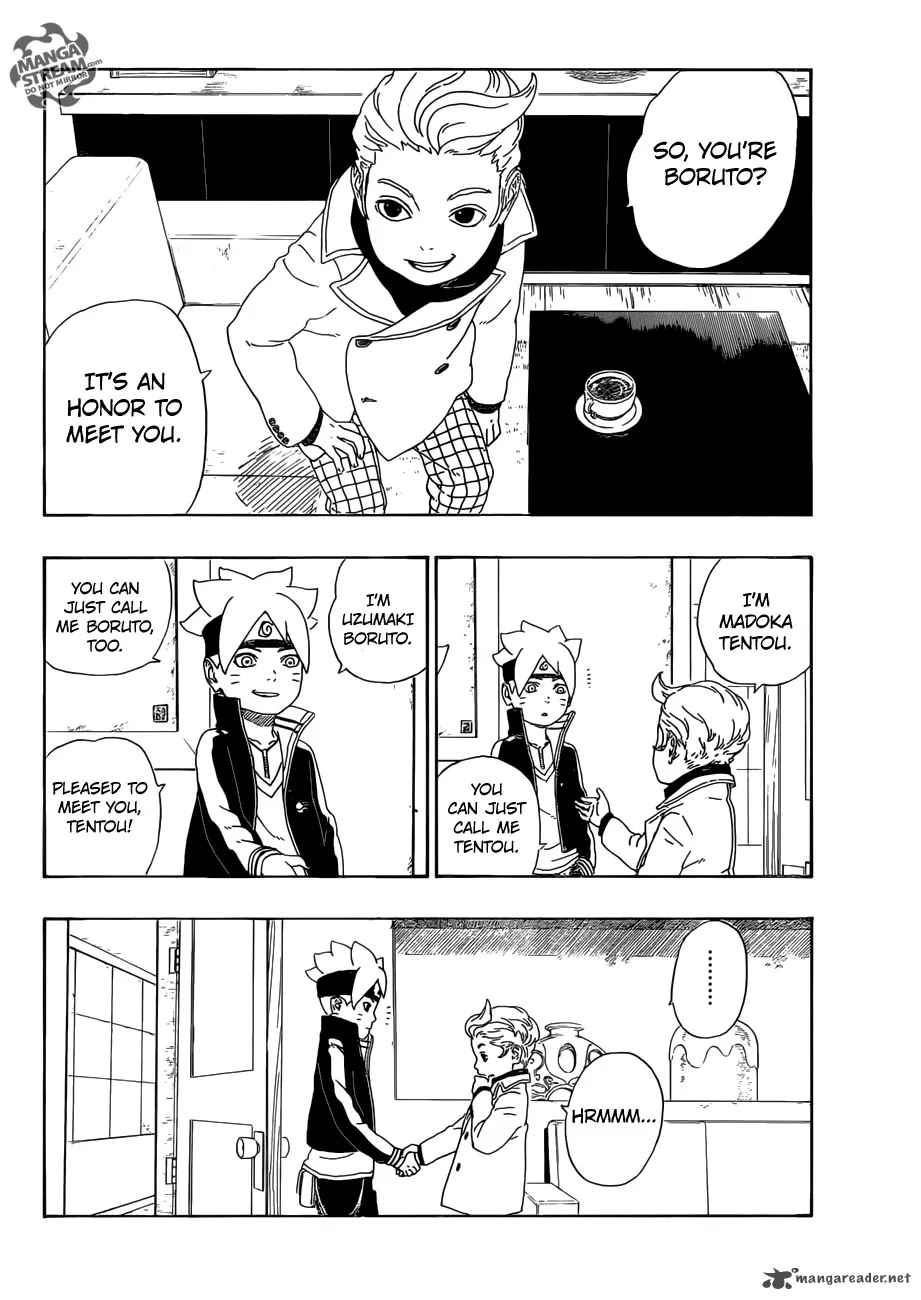 MANGA
STREAM.com
DO NOT MIRROR
SO, YOU'RE
BORUTO?
IT'S AN
HONOR TO
MEET YOU.
I'M
MADOKA
TENTOU.
YOU
CAN JUST
CALL ME
TENTOU.
I'M
UZUMAKI
BORUTO.
YOU CAN
JUST CALL
ME BORUTO,
TOO.
PLEASED TO
MEET YOU,
TENTOU!
.........
HRMMM...
mangareader.net